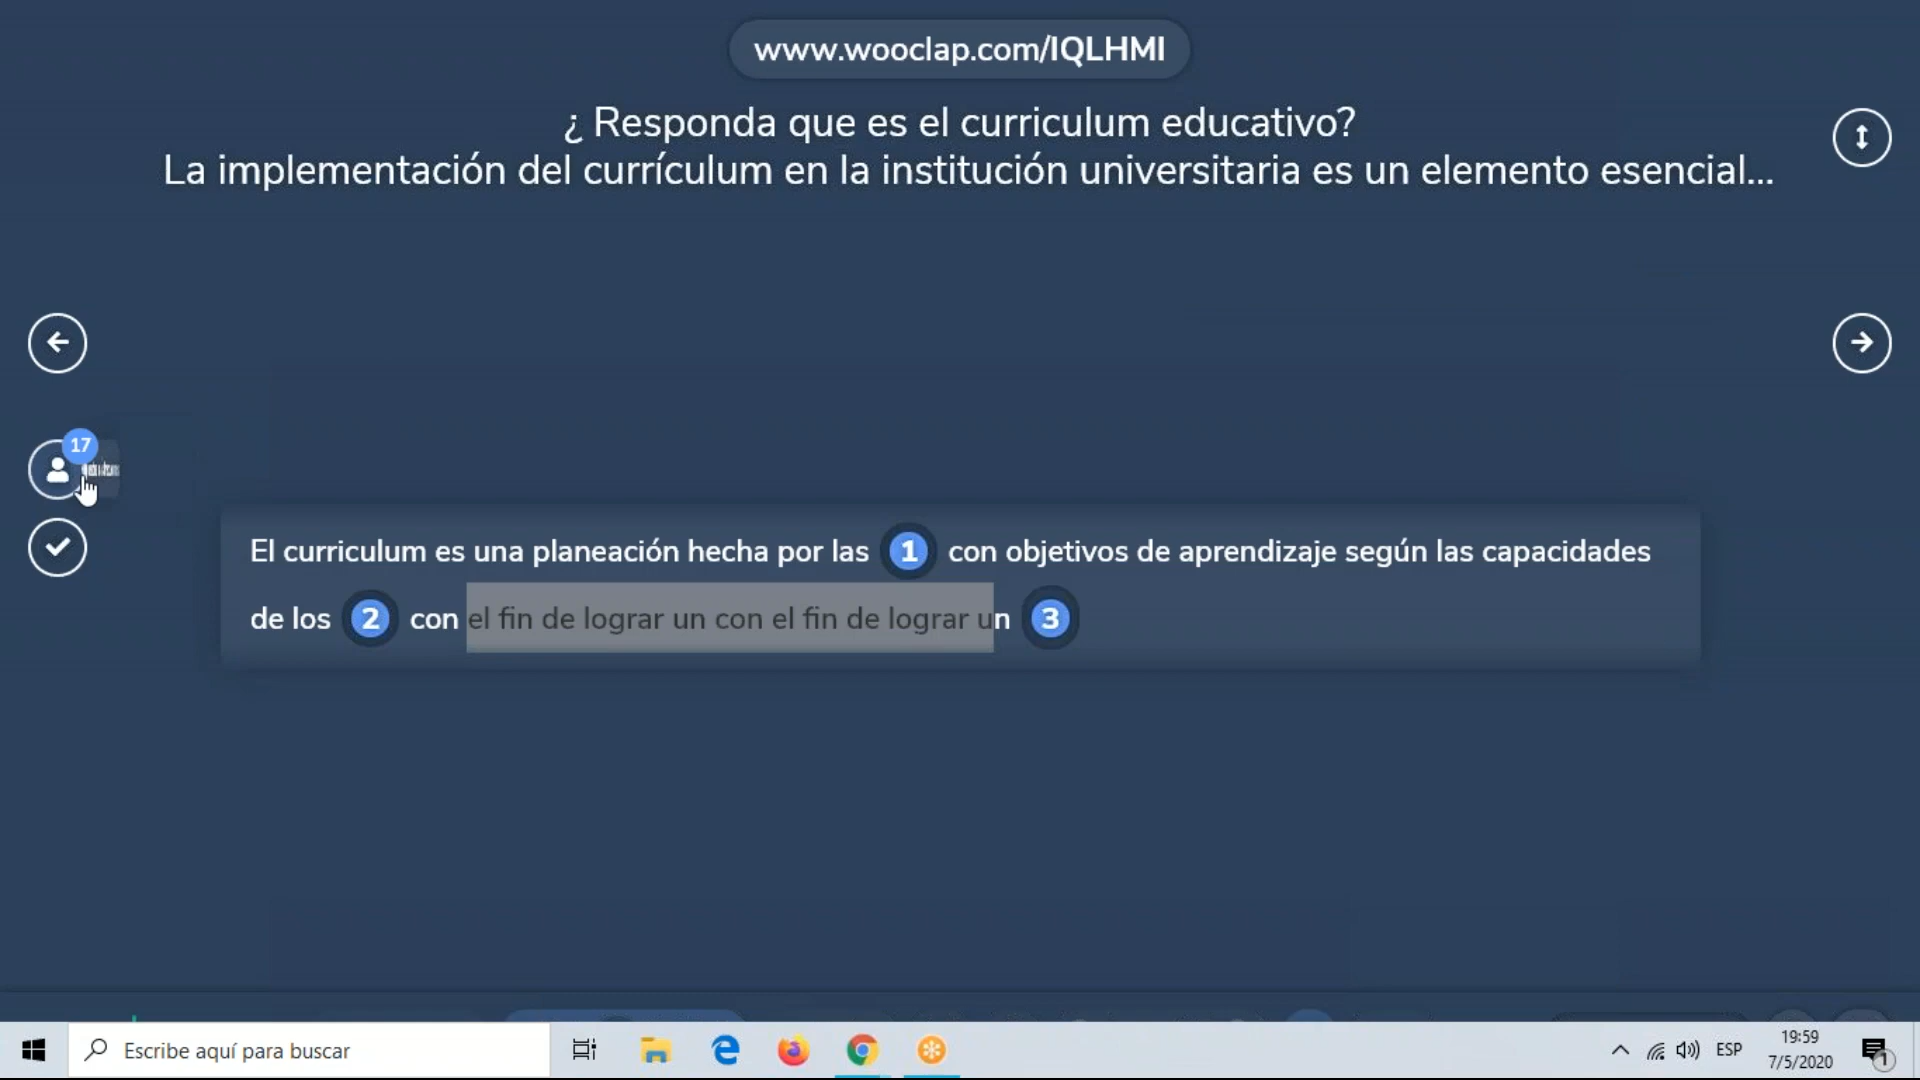 www.wooclap.com/IQLHMI
¿ Responda que es el curriculum educativo?
La implementación del currículum en la institución universitaria es un elemento esencial...
17
El curriculum es una planeación hecha por las 1 con objetivos de aprendizaje según las capacidades
de los 2 con el fin de lograr un con el fin de lograr un 3
Escribe aquí para buscar
ESP
19:59
7/5/2020
1